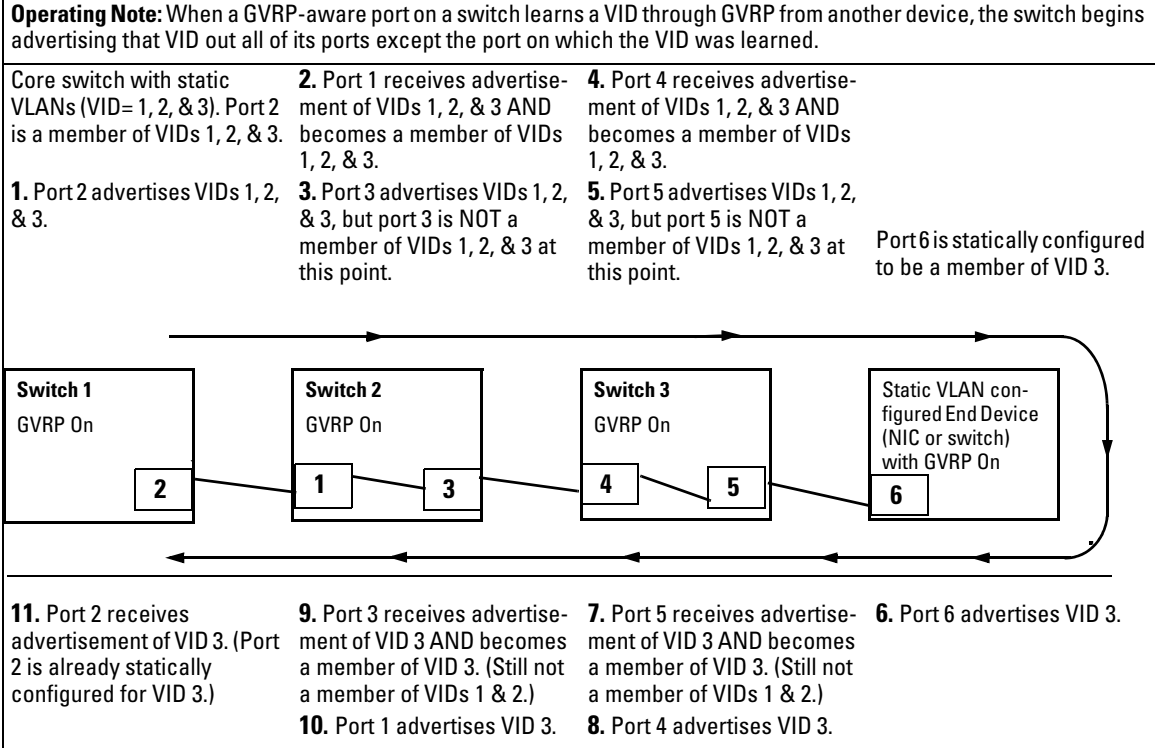 Operating Note: When a GVRP-aware port on a switch learns a VID through GVRP from another device, the switch begins
advertising that VID out all of its ports except the port on which the VID was learned.
Core switch with static
VLANs (VID= 1, 2, & 3). Port 2
is a member of VIDs 1, 2, & 3.
1. Port 2 advertises VIDs 1, 2,
& 3.
2. Port 1 receives advertise-
ment of VIDs 1, 2, & 3 AND
becomes a member of VIDs
1, 2, & 3.
3. Port 3 advertises VIDs 1, 2,
& 3, but port 3 is NOT a
member of VIDs 1, 2, & 3 at
this point.
4. Port 4 receives advertise-
ment of VIDs 1, 2, & 3 AND
becomes a member of VIDs
1, 2, & 3.
5. Port 5 advertises VIDs 1, 2,
& 3, but port 5 is NOT a
member of VIDs 1, 2, & 3 at
this point.
Port 6 is statically configured
to be a member of VID 3.
Switch 1
GVRP On
2
Switch 2
GVRP On
1
3
Switch 3
GVRP On
4
5
Static VLAN con-
figured End Device
(NIC or switch)
with GVRP On
6
11. Port 2 receives
advertisement of VID 3. (Port
2 is already statically
configured for VID 3.)
9. Port 3 receives advertise-
ment of VID 3 AND becomes
a member of VID 3. (Still not
a member of VIDs 1 & 2.)
10. Port 1 advertises VID 3.
7. Port 5 receives advertise-
ment of VID 3 AND becomes
a member of VID 3. (Still not
a member of VIDs 1 & 2.)
8. Port 4 advertises VID 3.
6. Port 6 advertises VID 3.